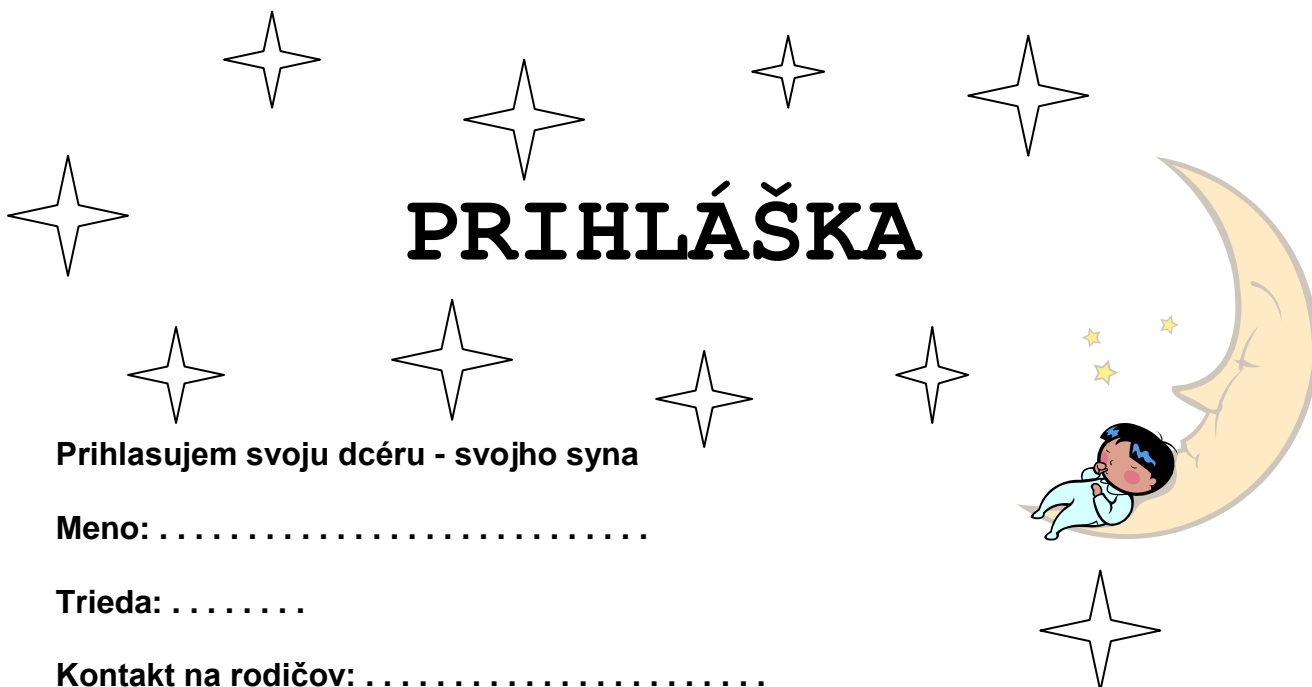 PRIHLÁŠKA
Prihlasujem svoju dcéru - svojho syna
Meno: . . . . . . . . . . . . . . . . . . . . . . . . . . . .
Trieda: . . . . . . . .
Kontakt na rodičov: . . . . . . . . . . . . . . . . . . . . . . .